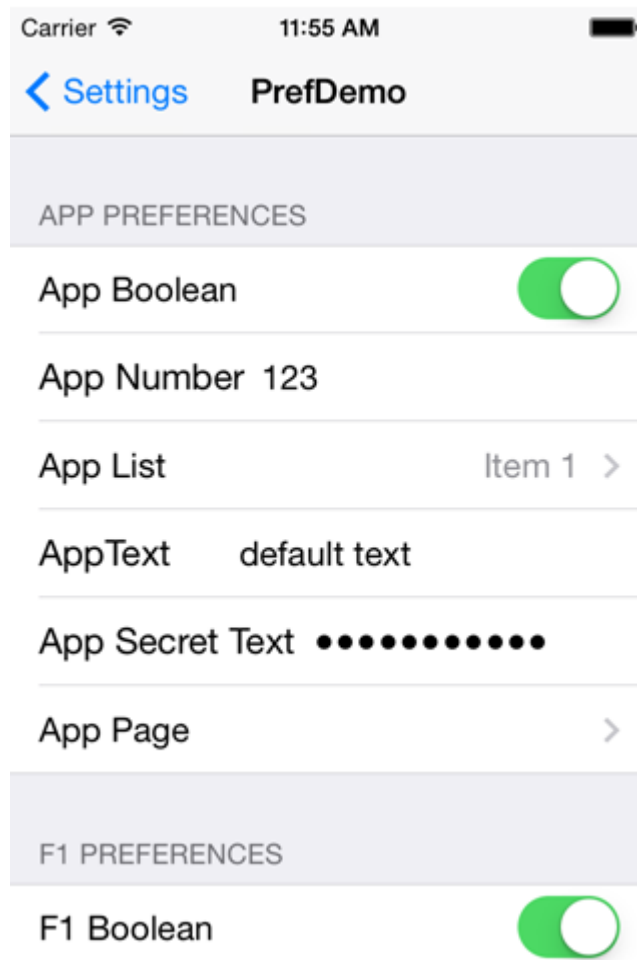 Carrier 11:55 AM
Settings PrefDemo
APP PREFERENCES
App Boolean
App Number 123
App List Item 1
AppText default text
App Secret Text •••••••••••
App Page
F1 PREFERENCES
F1 Boolean